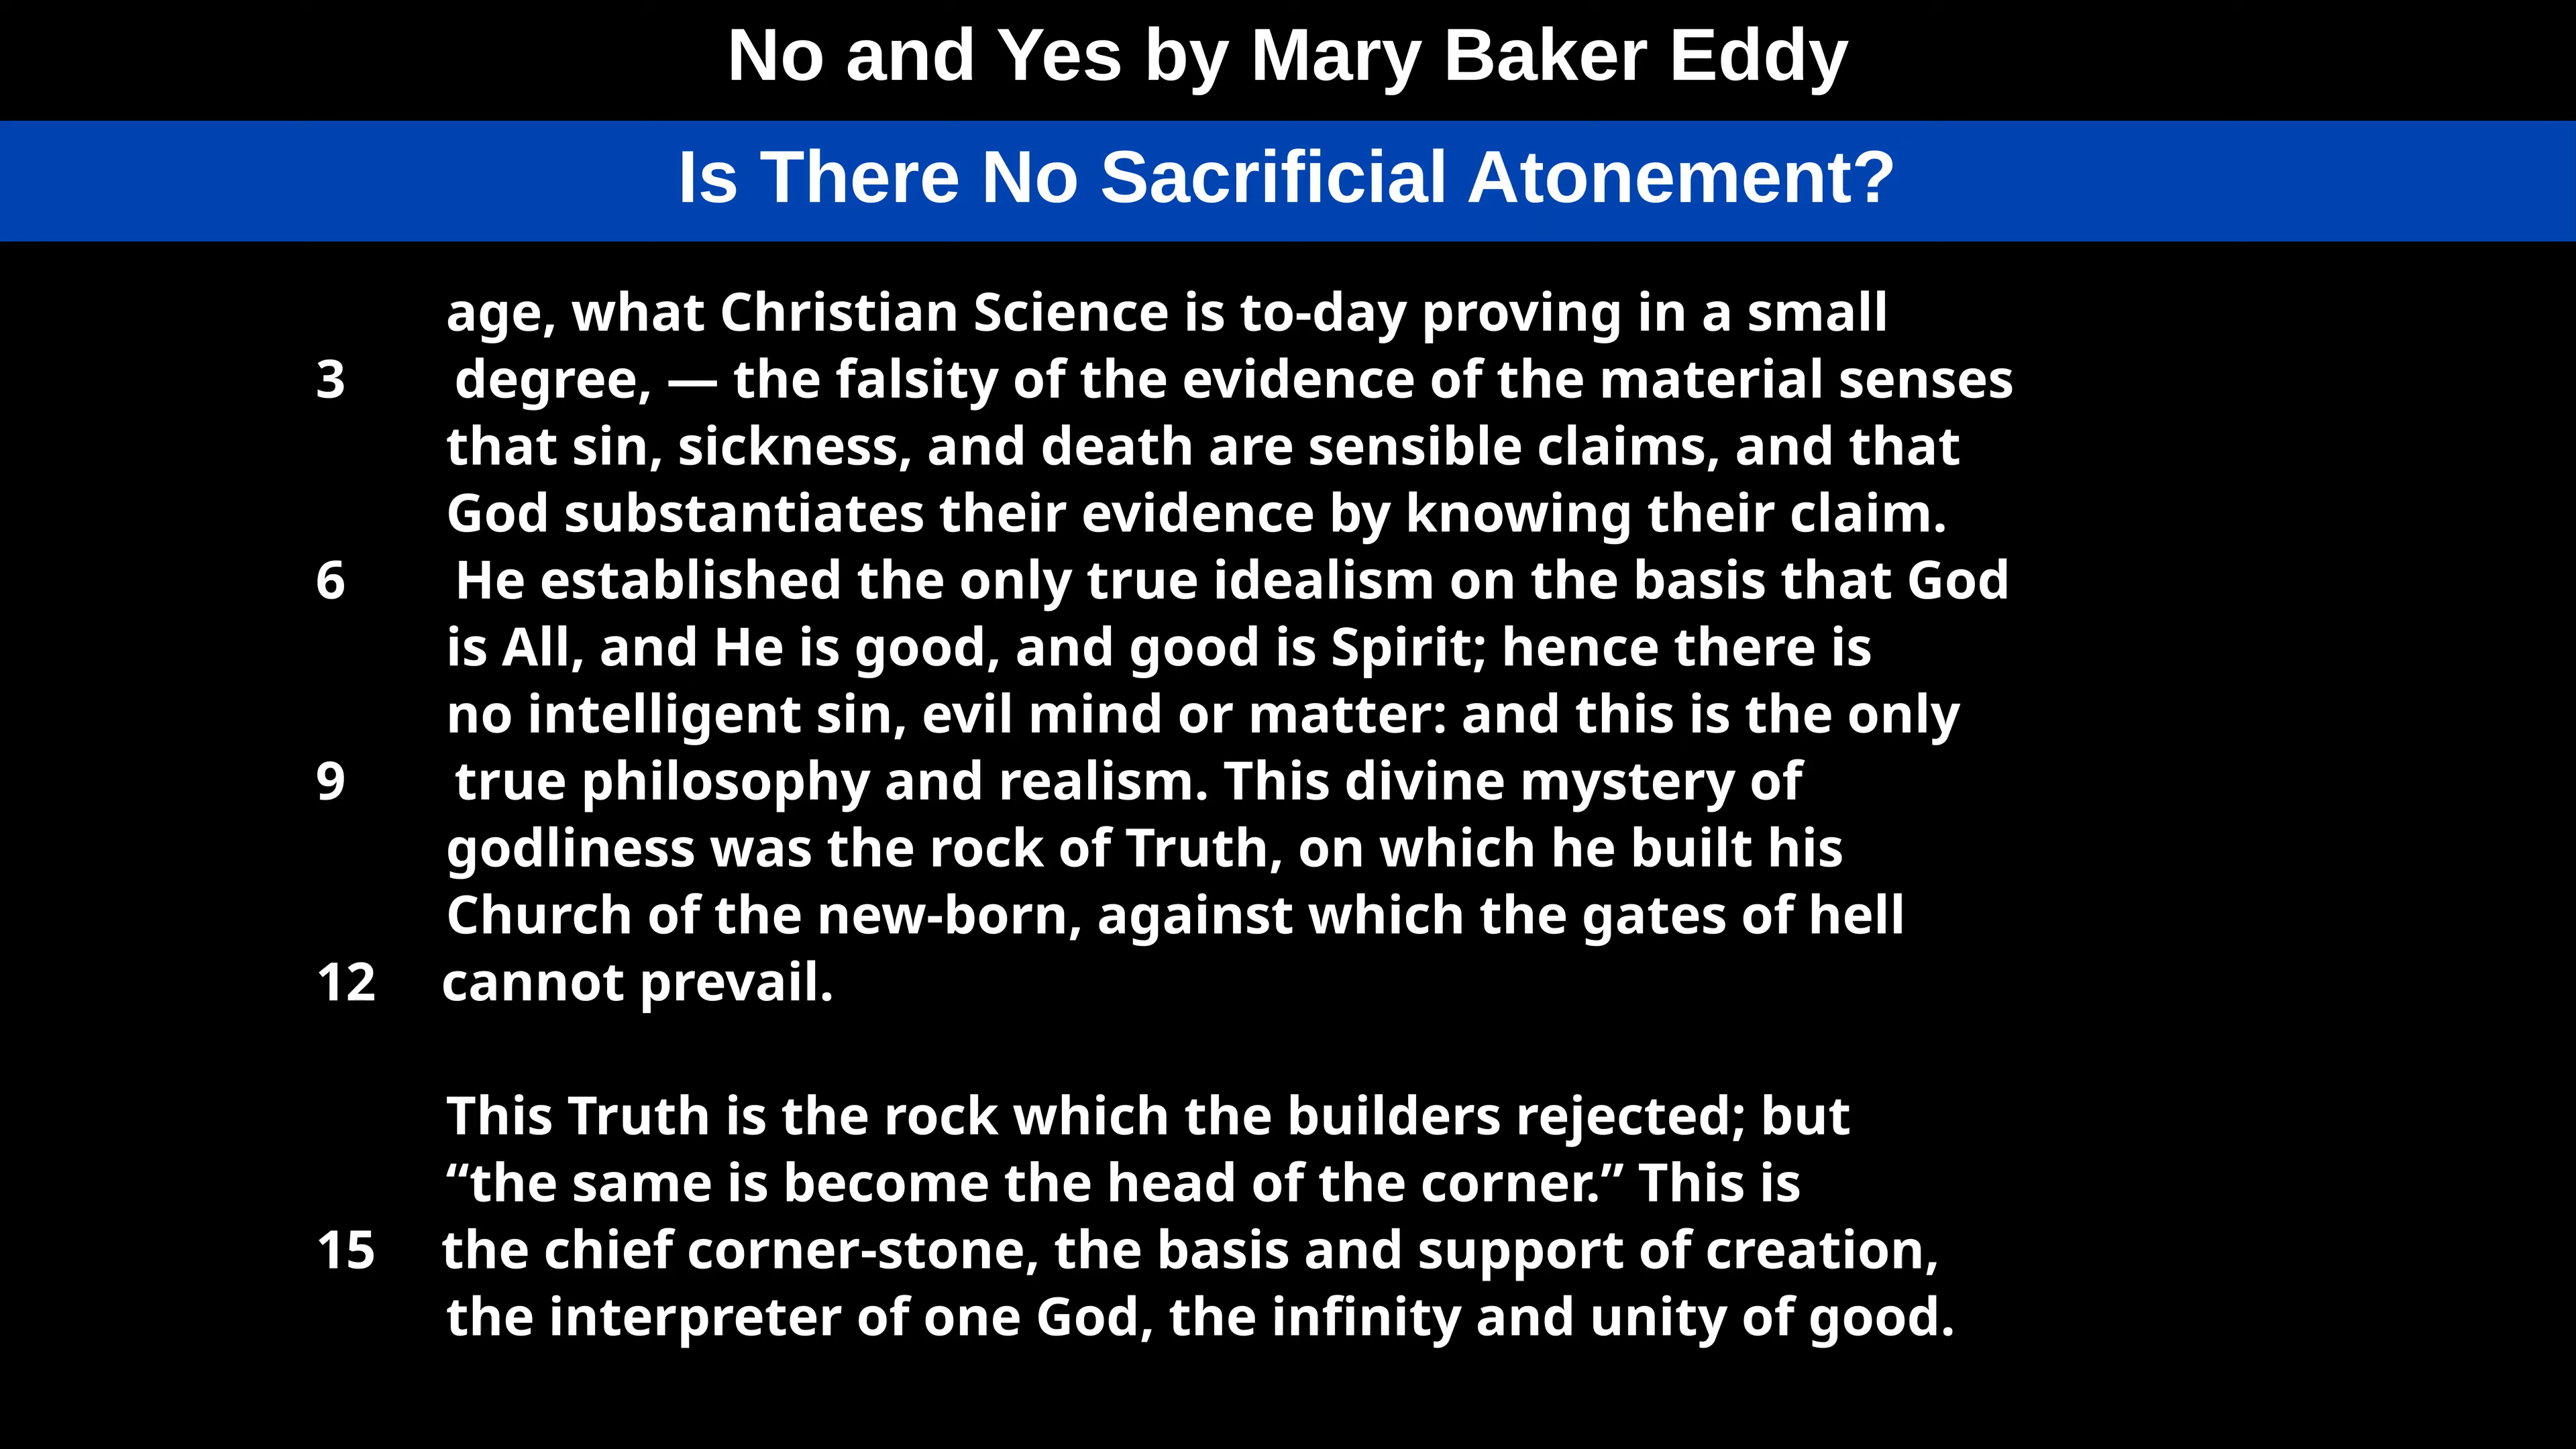 No and Yes by Mary Baker Eddy
Is There No Sacrificial Atonement?
age, what Christian Science is to-day proving in a small
3 degree, — the falsity of the evidence of the material senses
that sin, sickness, and death are sensible claims, and that
God substantiates their evidence by knowing their claim.
6 He established the only true idealism on the basis that God
is All, and He is good, and good is Spirit; hence there is
no intelligent sin, evil mind or matter: and this is the only
9 true philosophy and realism. This divine mystery of
godliness was the rock of Truth, on which he built his
Church of the new-born, against which the gates of hell
12 cannot prevail.
This Truth is the rock which the builders rejected; but
“the same is become the head of the corner.” This is
15 the chief corner-stone, the basis and support of creation,
the interpreter of one God, the infinity and unity of good.